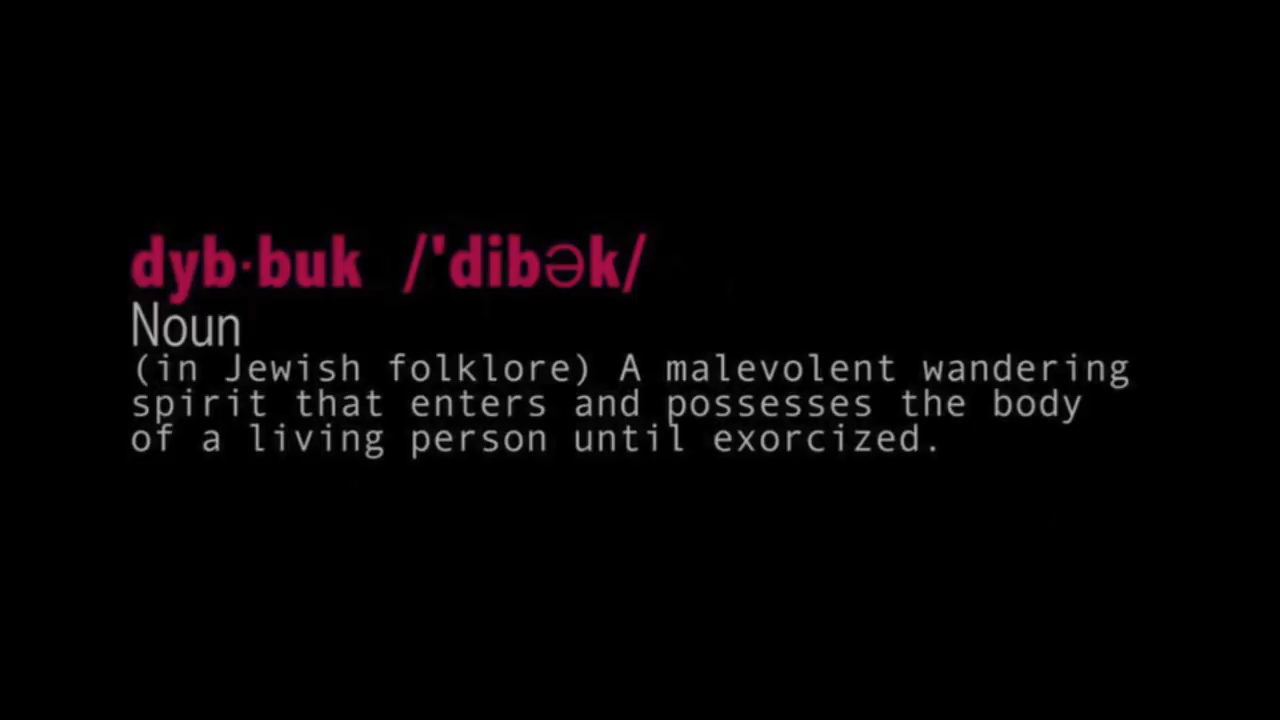 dyb·buk /'dibək/
Noun
(in Jewish folklore) A malevolent wandering
spirit that enters and possesses the body
of a living person until exorcized.